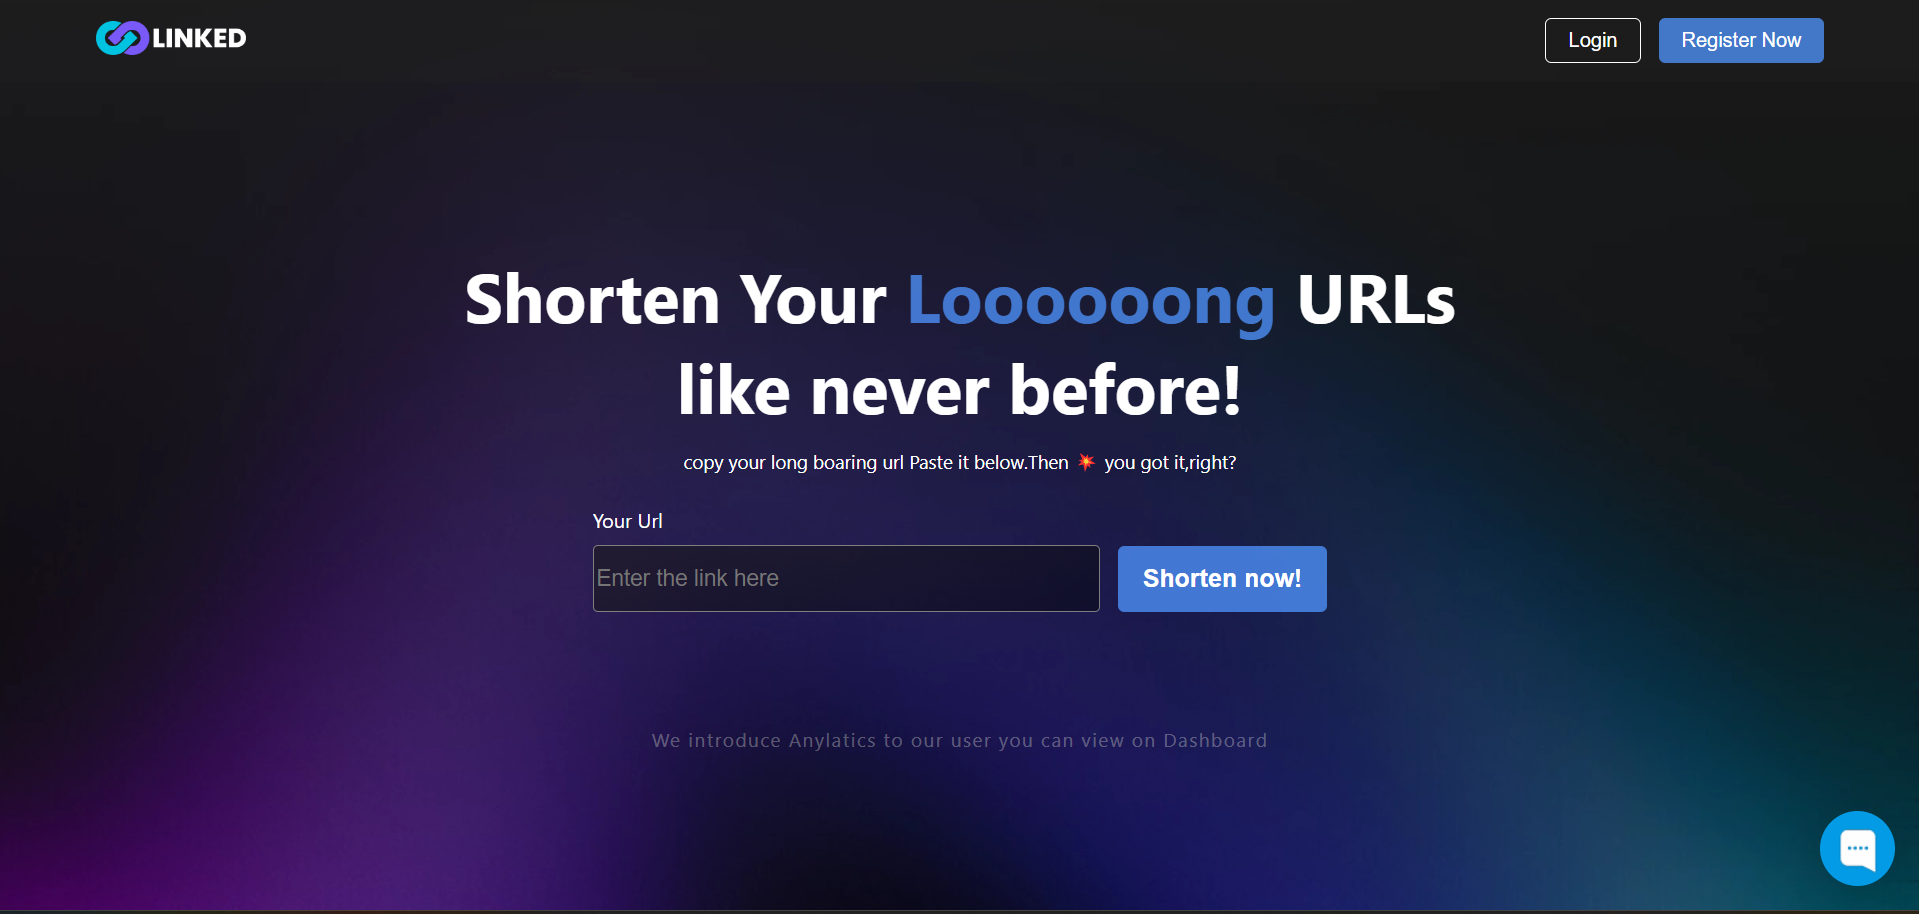 LINKED
Login
Register Now
Shorten Your Looooooong URLs
like never before!
copy your long boaring url Paste it below.Then 💥 you got it,right?
Your Url
Enter the link here
Shorten now!
We introduce Anylatics to our user you can view on Dashboard